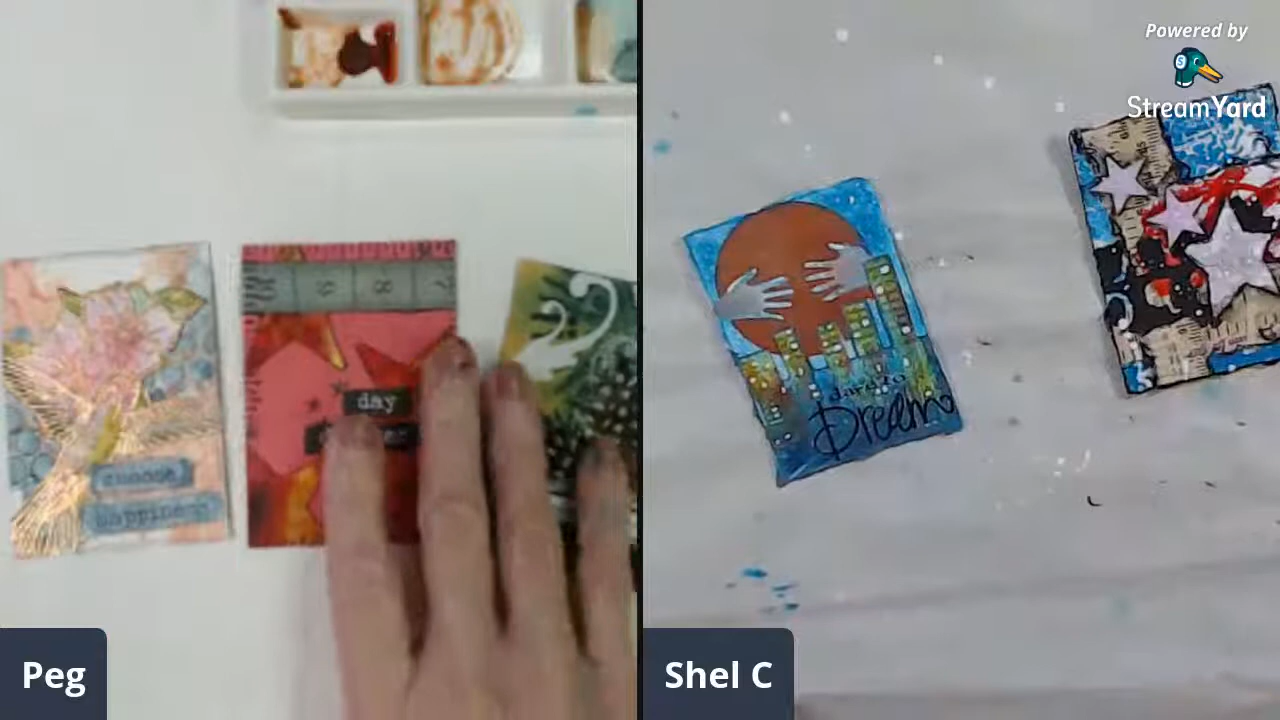 Powered by
StreamYard
day
choose
happiness
dare to
Dream
Peg
Shel C